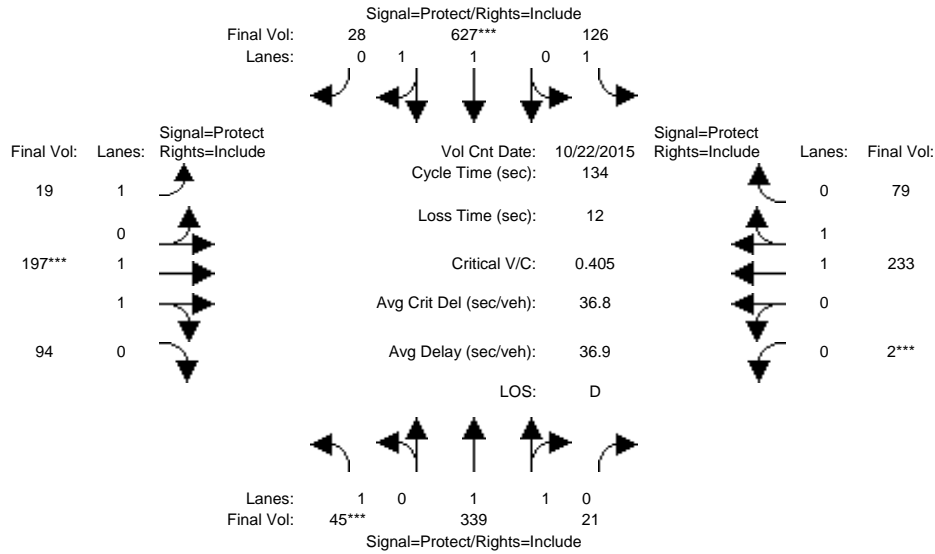 Signal=Protect/Rights=Include
Final Vol: 28 627*** 126
Lanes: 0 1 1 0 1
Signal=Protect Signal=Protect
Final Vol: Lanes: Rights=Include Vol Cnt Date: 10/22/2015 Rights=Include Lanes: Final Vol:
Cycle Time (sec): 134
19 1 0 79
Loss Time (sec): 12
0 1
197*** 1 Critical V/C: 0.405 1 233
1 Avg Crit Del (sec/veh): 36.8 0
94 0 Avg Delay (sec/veh): 36.9 0 2***
LOS: D
Lanes: 1 0 1 1 0
Final Vol: 45*** 339 21
Signal=Protect/Rights=Include